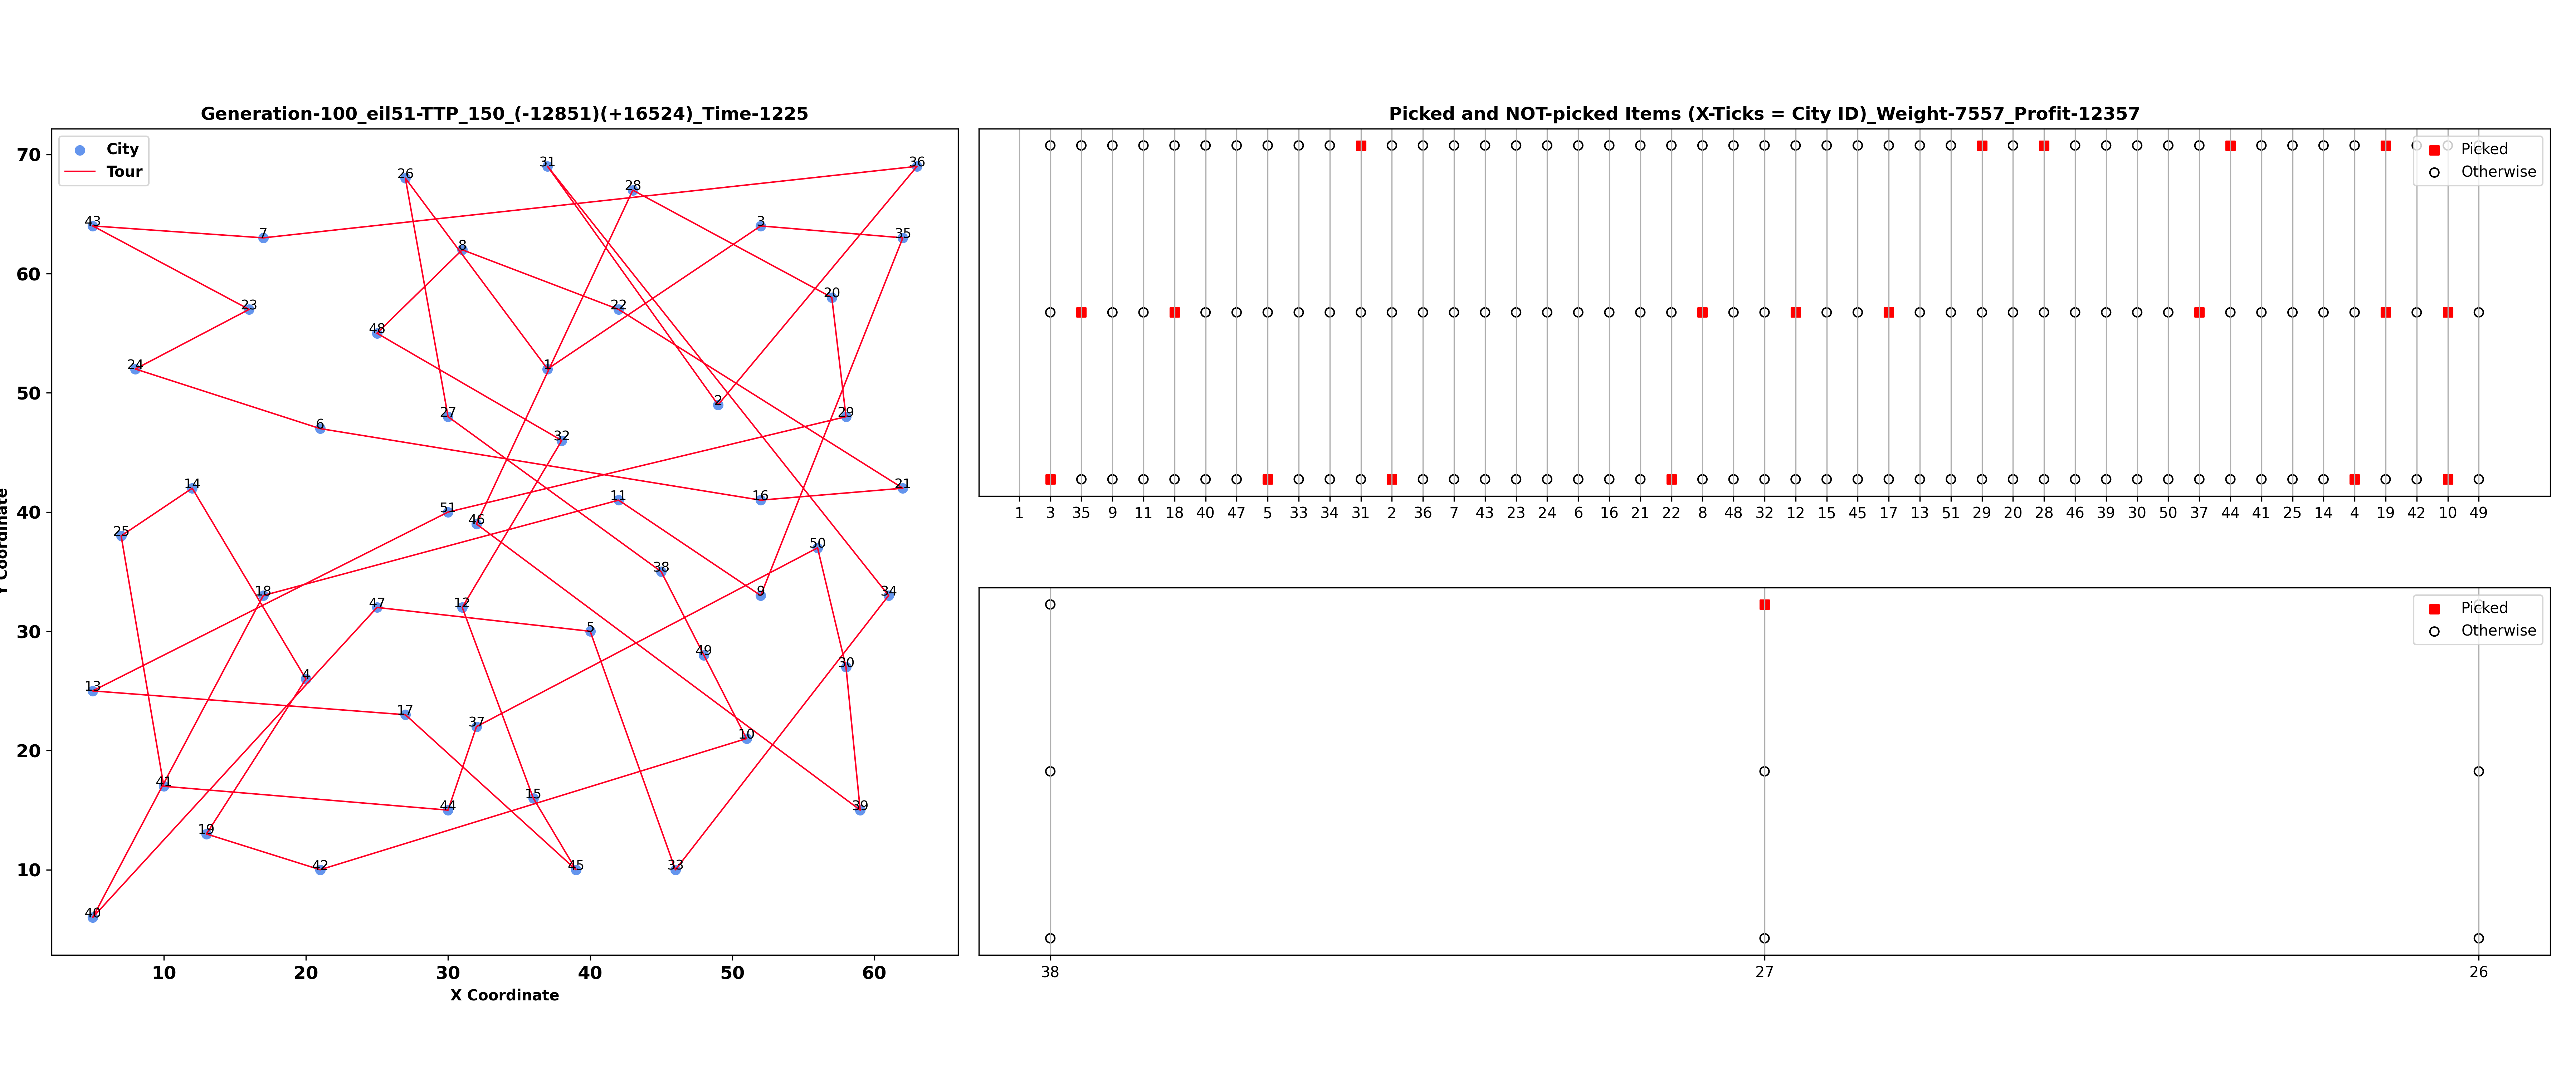 Generation-100_eil51-TTP_150_(-12851)(+16524)_Time-1225
City
Tour
70
60
50
40
30
20
10
10 20 30 40 50 60
X Coordinate
Y Coordinate
31 36
26
28
43 3
7 35
8
23 22 20
48
24 1
2
27 29
6
32
14 21
11 16
51
46
25 50
38
18 9 34
47 12
5
49
4 30
13
17
37
10
41
15
44 39
19
42 45 33
40
Picked and NOT-picked Items (X-Ticks = City ID)_Weight-7557_Profit-12357
Picked
Otherwise
1 3 35 9 11 18 40 47 5 33 34 31 2 36 7 43 23 24 6 16 21 22 8 48 32 12 15 45 17 13 51 29 20 28 46 39 30 50 37 44 41 25 14 4 19 42 10 49
Picked
Otherwise
38 27 26